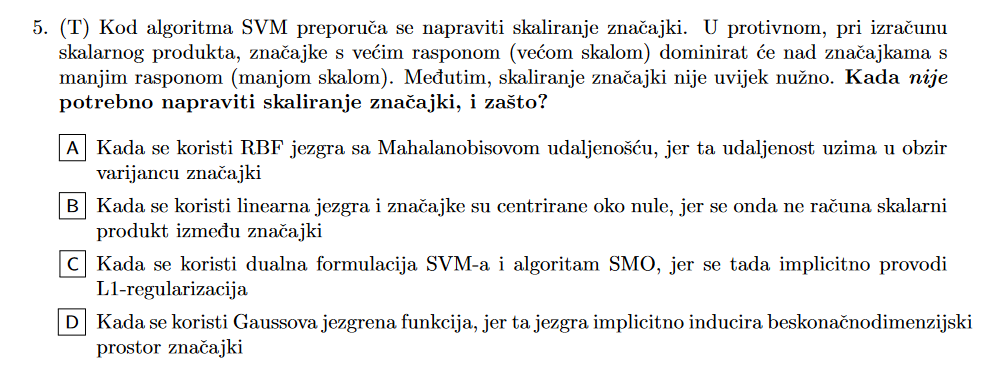 5. (T) Kod algoritma SVM preporuča se napraviti skaliranje značajki. U protivnom, pri izračunu
skalarnog produkta, značajke s većim rasponom (većom skalom) dominirat će nad značajkama s
manjim rasponom (manjom skalom). Međutim, skaliranje značajki nije uvijek nužno. Kada nije
potrebno napraviti skaliranje značajki, i zašto?
A Kada se koristi RBF jezgra sa Mahalanobisovom udaljenošću, jer ta udaljenost uzima u obzir
varijancu značajki
B Kada se koristi linearna jezgra i značajke su centrirane oko nule, jer se onda ne računa skalarni
produkt između značajki
C Kada se koristi dualna formulacija SVM-a i algoritam SMO, jer se tada implicitno provodi
L1-regularizacija
D Kada se koristi Gaussova jezgrena funkcija, jer ta jezgra implicitno inducira beskonačnodimenzijski
prostor značajki